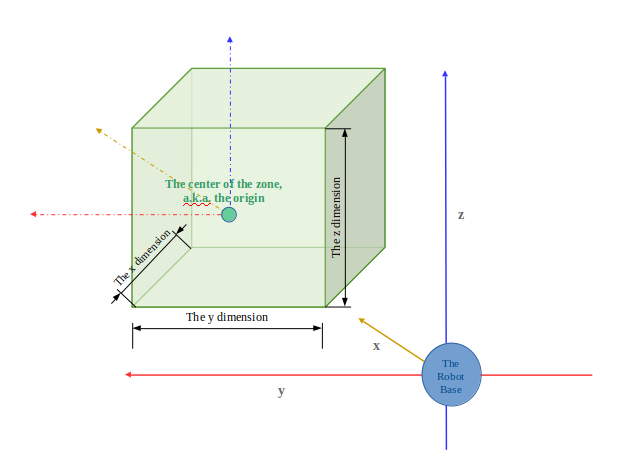 The center of the zone,
a.k.a. the origin
The z dimension
z
The x dimension
The y dimension
x
The
Robot
Base
y